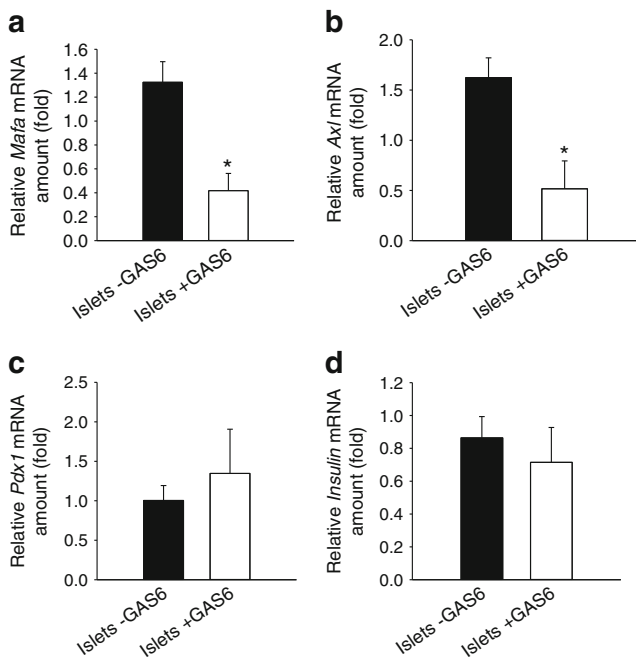 a
Relative Mafa mRNA
amount (fold)
1.6
1.4
1.2
1.0
0.8
0.6
0.4
0.2
0.0
*
Islets -GAS6
Islets +GAS6
b
Relative Axl mRNA
amount (fold)
2.0
1.5
1.0
0.5
0.0
*
Islets -GAS6
Islets +GAS6
c
Relative Pdx1 mRNA
amount (fold)
2.5
2.0
1.5
1.0
0.5
0.0
Islets -GAS6
Islets +GAS6
d
Relative Insulin mRNA
amount (fold)
1.2
1.0
0.8
0.6
0.4
0.2
0.0
Islets -GAS6
Islets +GAS6